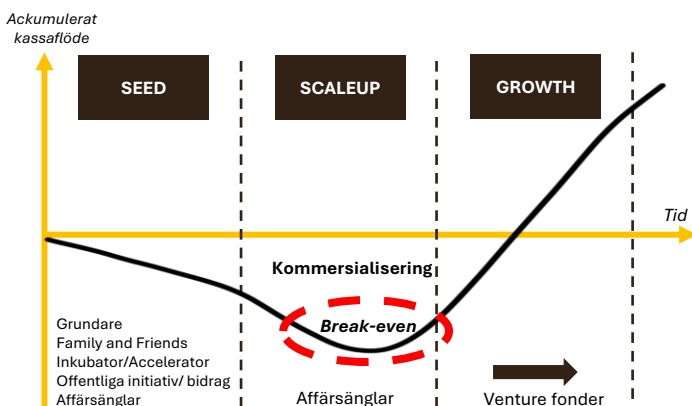 Ackumulerat
kassaflöde
SEED
SCALEUP
GROWTH
Tid
Kommersialisering
Break-even
Grundare
Family and Friends
Inkubator/Accelerator
Offentliga initiativ/ bidrag
Affärsänglar
Affärsänglar
Venture fonder